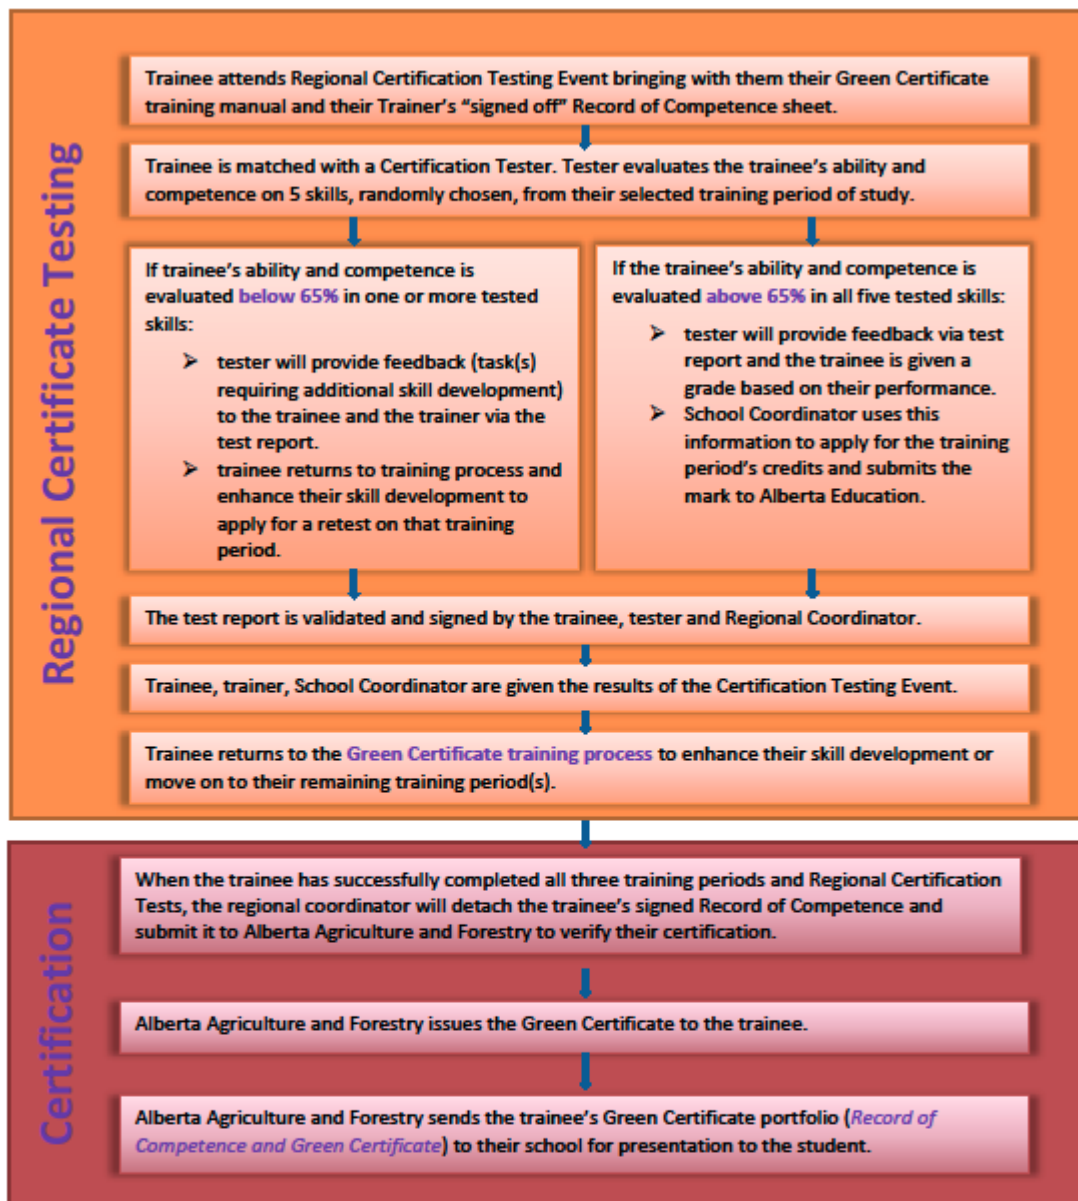 Regional Certificate Testing
Trainee attends Regional Certification Testing Event bringing with them their Green Certificate
training manual and their Trainer's "signed off" Record of Competence sheet.
Trainee is matched with a Certification Tester. Tester evaluates the trainee's ability and
competence on 5 skills, randomly chosen, from their selected training period of study.
If trainee's ability and competence is
evaluated below 65% in one or more tested
skills:
➤ tester will provide feedback (task(s)
requiring additional skill development)
to the trainee and the trainer via the
test report.
➤ trainee returns to training process and
enhance their skill development to
apply for a retest on that training
period.
If the trainee's ability and competence is
evaluated above 65% in all five tested skills:
➤ tester will provide feedback via test
report and the trainee is given a
grade based on their performance.
➤ School Coordinator uses this
information to apply for the training
period's credits and submits the
mark to Alberta Education.
The test report is validated and signed by the trainee, tester and Regional Coordinator.
Trainee, trainer, School Coordinator are given the results of the Certification Testing Event.
Trainee returns to the Green Certificate training process to enhance their skill development or
move on to their remaining training period(s).
Certification
When the trainee has successfully completed all three training periods and Regional Certification
Tests, the regional coordinator will detach the trainee's signed Record of Competence and
submit it to Alberta Agriculture and Forestry to verify their certification.
Alberta Agriculture and Forestry issues the Green Certificate to the trainee.
Alberta Agriculture and Forestry sends the trainee's Green Certificate portfolio (Record of
Competence and Green Certificate) to their school for presentation to the student.